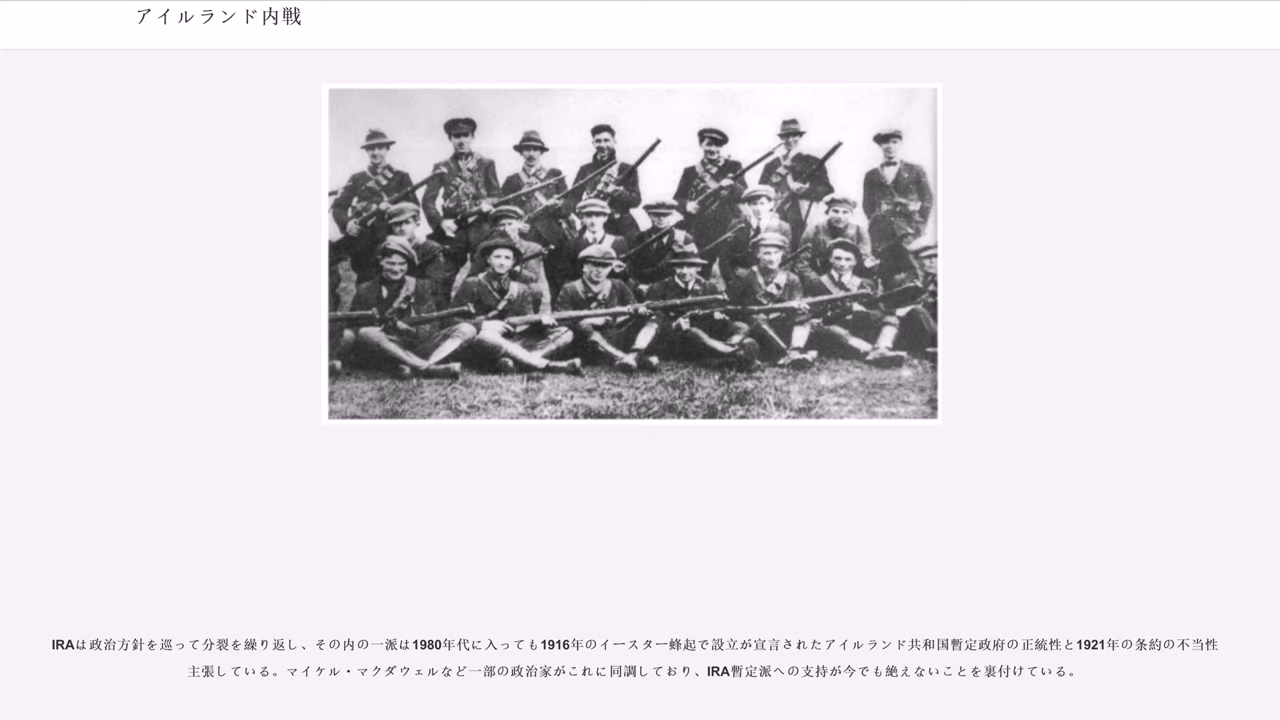 アイルランド内戦
IRAは政治方針を巡って分裂を繰り返し、その内の一派は1980年代に入っても1916年のイースター蜂起で設立が宣言されたアイルランド共和国暫定政府の正統性と1921年の条約の不当性
主張している。マイケル・マクダウェルなど一部の政治家がこれに同調しており、IRA暫定派への支持が今でも絶えないことを裏付けている。